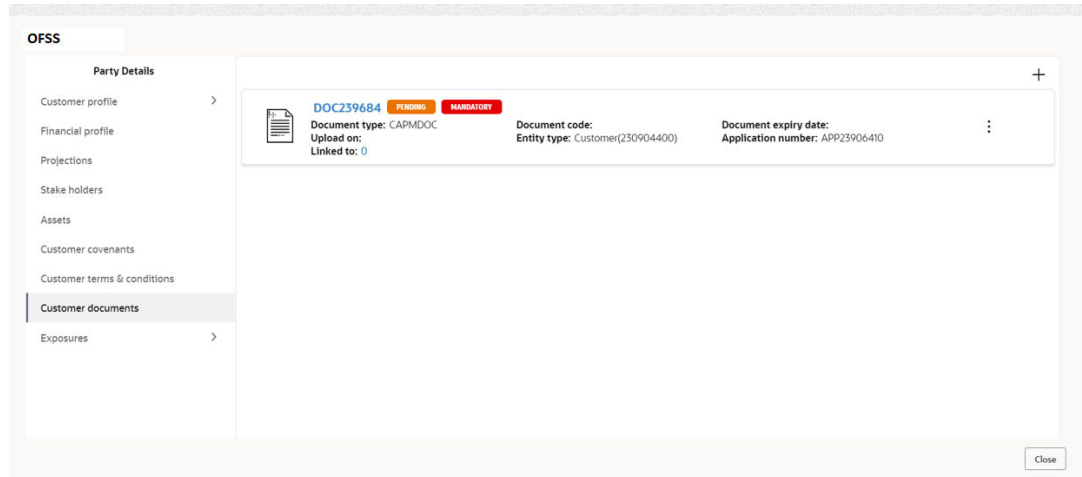 OFSS
Party Details
Customer profile
Financial profile
Projections
Stake holders
Assets
Customer covenants
Customer terms & conditions
Customer documents
Exposures
DOC239684 PENDING MANDATORY
Document type: CAPMDOC Document code: Document expiry date:
Upload on: Entity type: Customer(230904400) Application number: APP23906410
Linked to: 0
Close